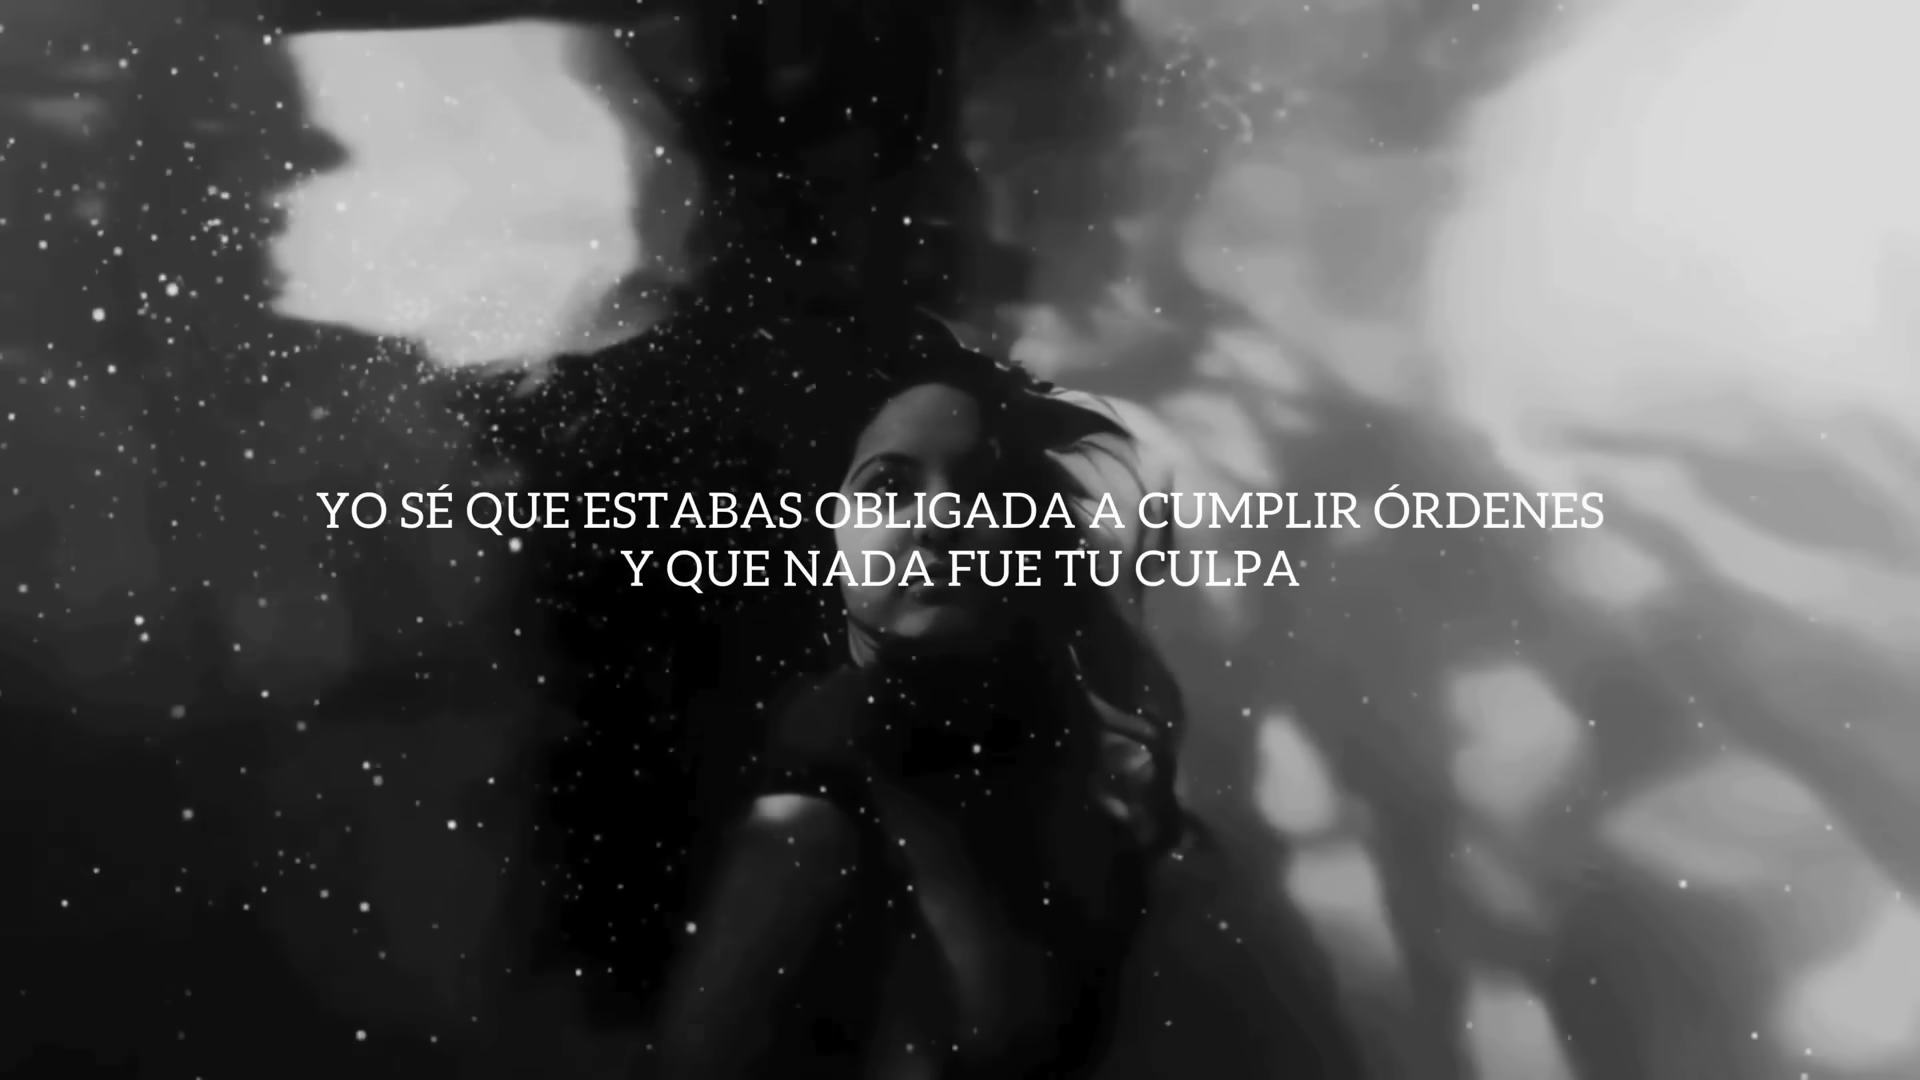 YO SÉ QUE ESTABAS OBLIGADA A CUMPLIR ÓRDENES
Y QUE NADA FUE TU CULPA